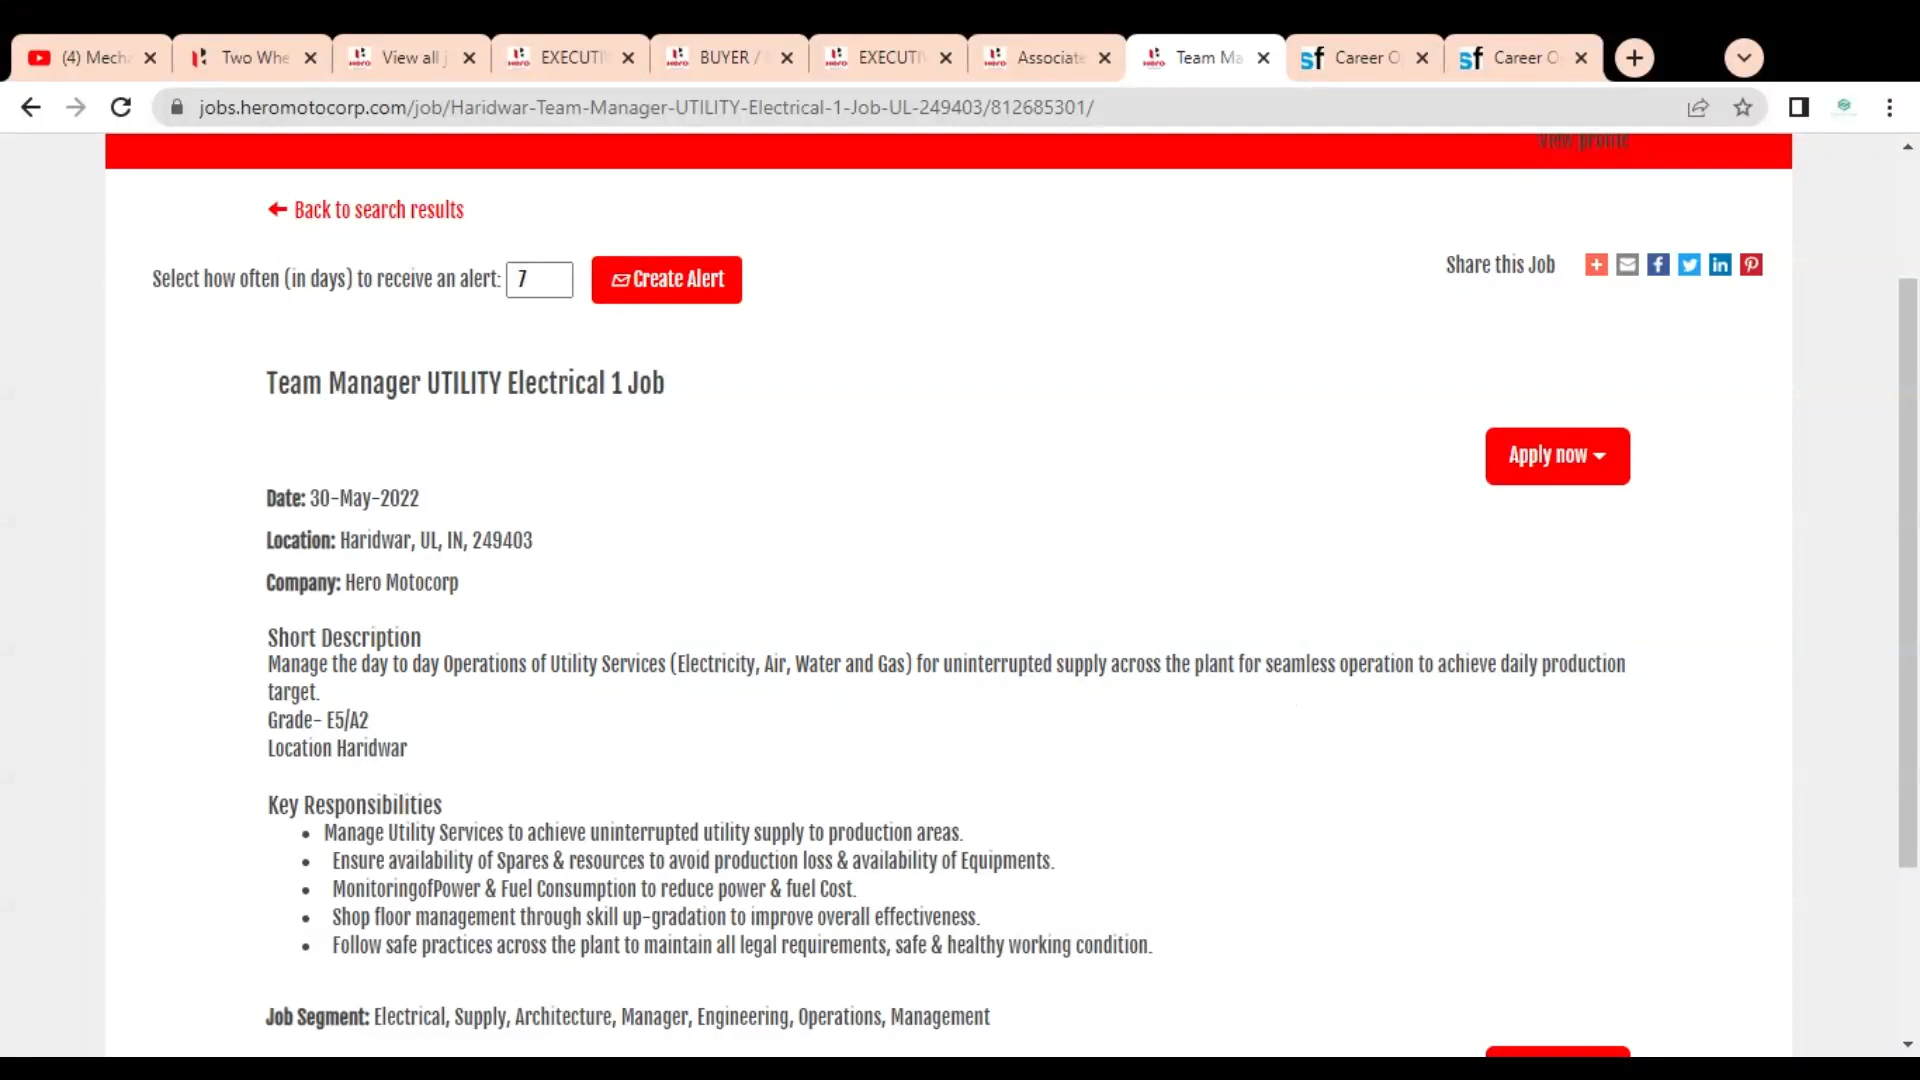 (4) Mech
Two Whe
View all j
EXECUTI
BUYER /
EXECUTI
Associate
Team Ma
Career O
Career O
jobs.heromotocorp.com/job/Haridwar-Team-Manager-UTILITY-Electrical-1-Job-UL-249403/812685301/
View profile
Back to search results
Select how often (in days) to receive an alert: 7 Create Alert
Share this Job
Team Manager UTILITY Electrical 1 Job
Apply now
Date: 30-May-2022
Location: Haridwar, UL, IN, 249403
Company: Hero Motocorp
Short Description
Manage the day to day Operations of Utility Services (Electricity, Air, Water and Gas) for uninterrupted supply across the plant for seamless operation to achieve daily production
target.
Grade- E5/A2
Location Haridwar
Key Responsibilities
• Manage Utility Services to achieve uninterrupted utility supply to production areas.
• Ensure availability of Spares & resources to avoid production loss & availability of Equipments.
• MonitoringofPower & Fuel Consumption to reduce power & fuel Cost.
• Shop floor management through skill up-gradation to improve overall effectiveness.
• Follow safe practices across the plant to maintain all legal requirements, safe & healthy working condition.
Job Segment: Electrical, Supply, Architecture, Manager, Engineering, Operations, Management